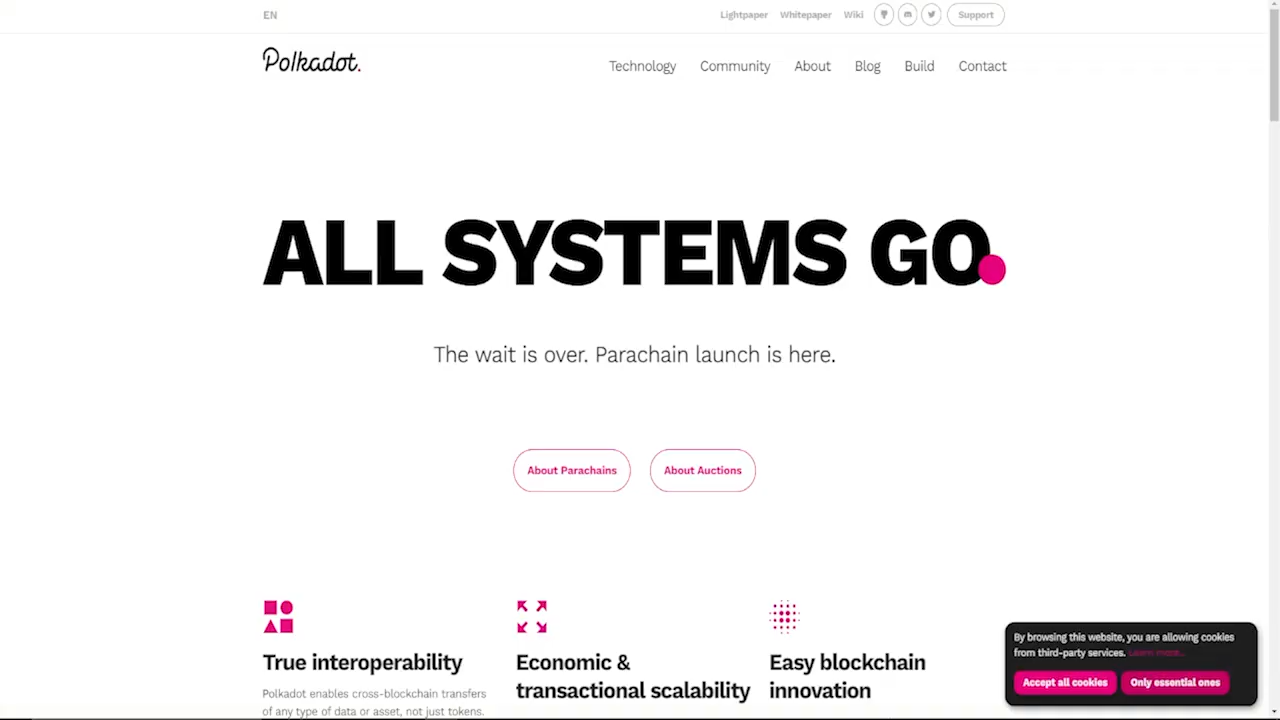 EN
Lightpaper Whitepaper Wiki Support
Polkadot.
Technology Community About Blog Build Contact
ALL SYSTEMS GO.
The wait is over. Parachain launch is here.
About Parachains About Auctions
True interoperability
Polkadot enables cross-blockchain transfers
of any type of data or asset, not just tokens.
Economic &
transactional scalability
Easy blockchain
innovation
By browsing this website, you are allowing cookies
from third-party services. Learn more...
Accept all cookies Only essential ones